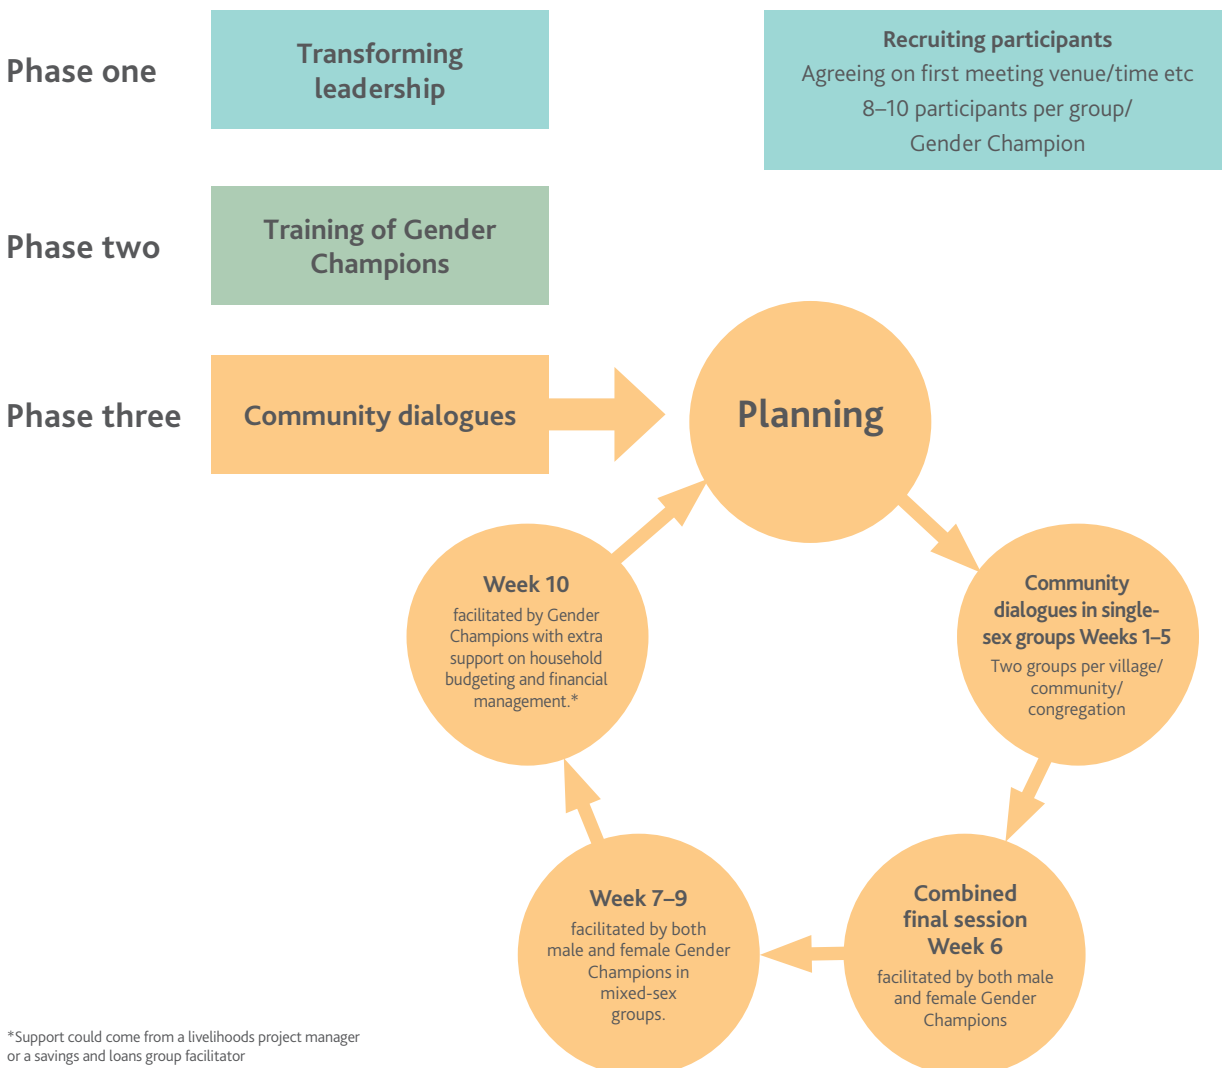 Phase one
Transforming
leadership
Recruiting participants
Agreeing on first meeting venue/time etc
8–10 participants per group/
Gender Champion
Phase two
Training of Gender
Champions
Phase three
Community dialogues
Planning
Community
dialogues in single-
sex groups Weeks 1–5
Two groups per village/
community/
congregation
Combined
final session
Week 6
facilitated by both male
and female Gender
Champions
Week 7–9
facilitated by both
male and female Gender
Champions in
mixed-sex
groups.
Week 10
facilitated by Gender
Champions with extra
support on household
budgeting and financial
management.*
*Support could come from a livelihoods project manager
or a savings and loans group facilitator